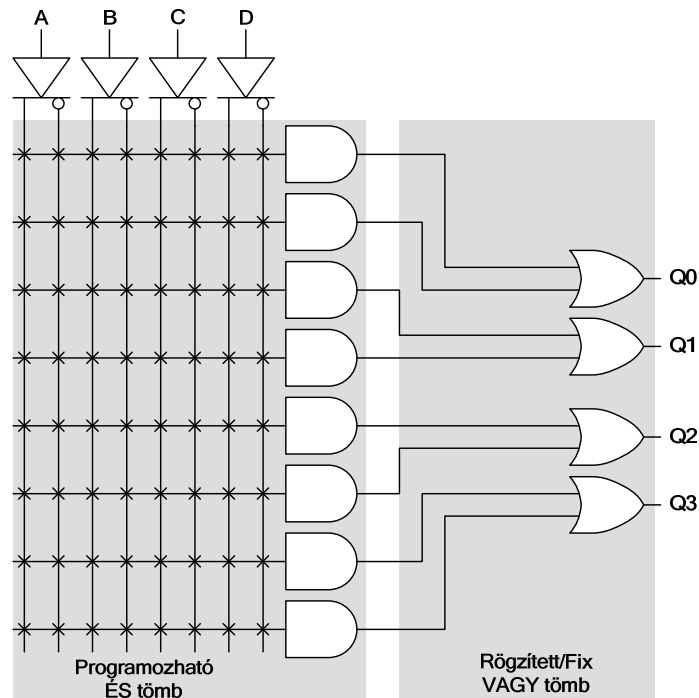 A B C D
Q0
Q1
Q2
Q3
Programozható
ÉS tömb
Rögzített/Fix
VAGY tömb